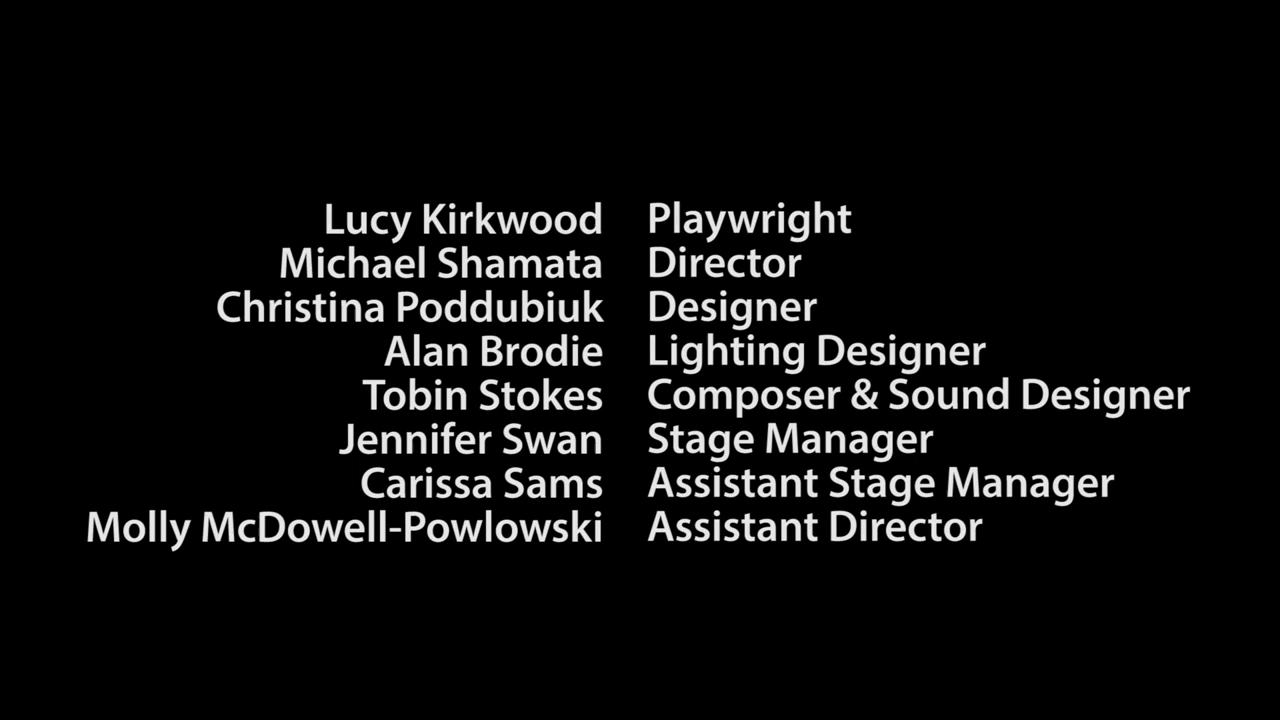 Lucy Kirkwood Playwright
Michael Shamata Director
Christina Poddubiuk Designer
Alan Brodie Lighting Designer
Tobin Stokes Composer & Sound Designer
Jennifer Swan Stage Manager
Carissa Sams Assistant Stage Manager
Molly McDowell-Powlowski Assistant Director